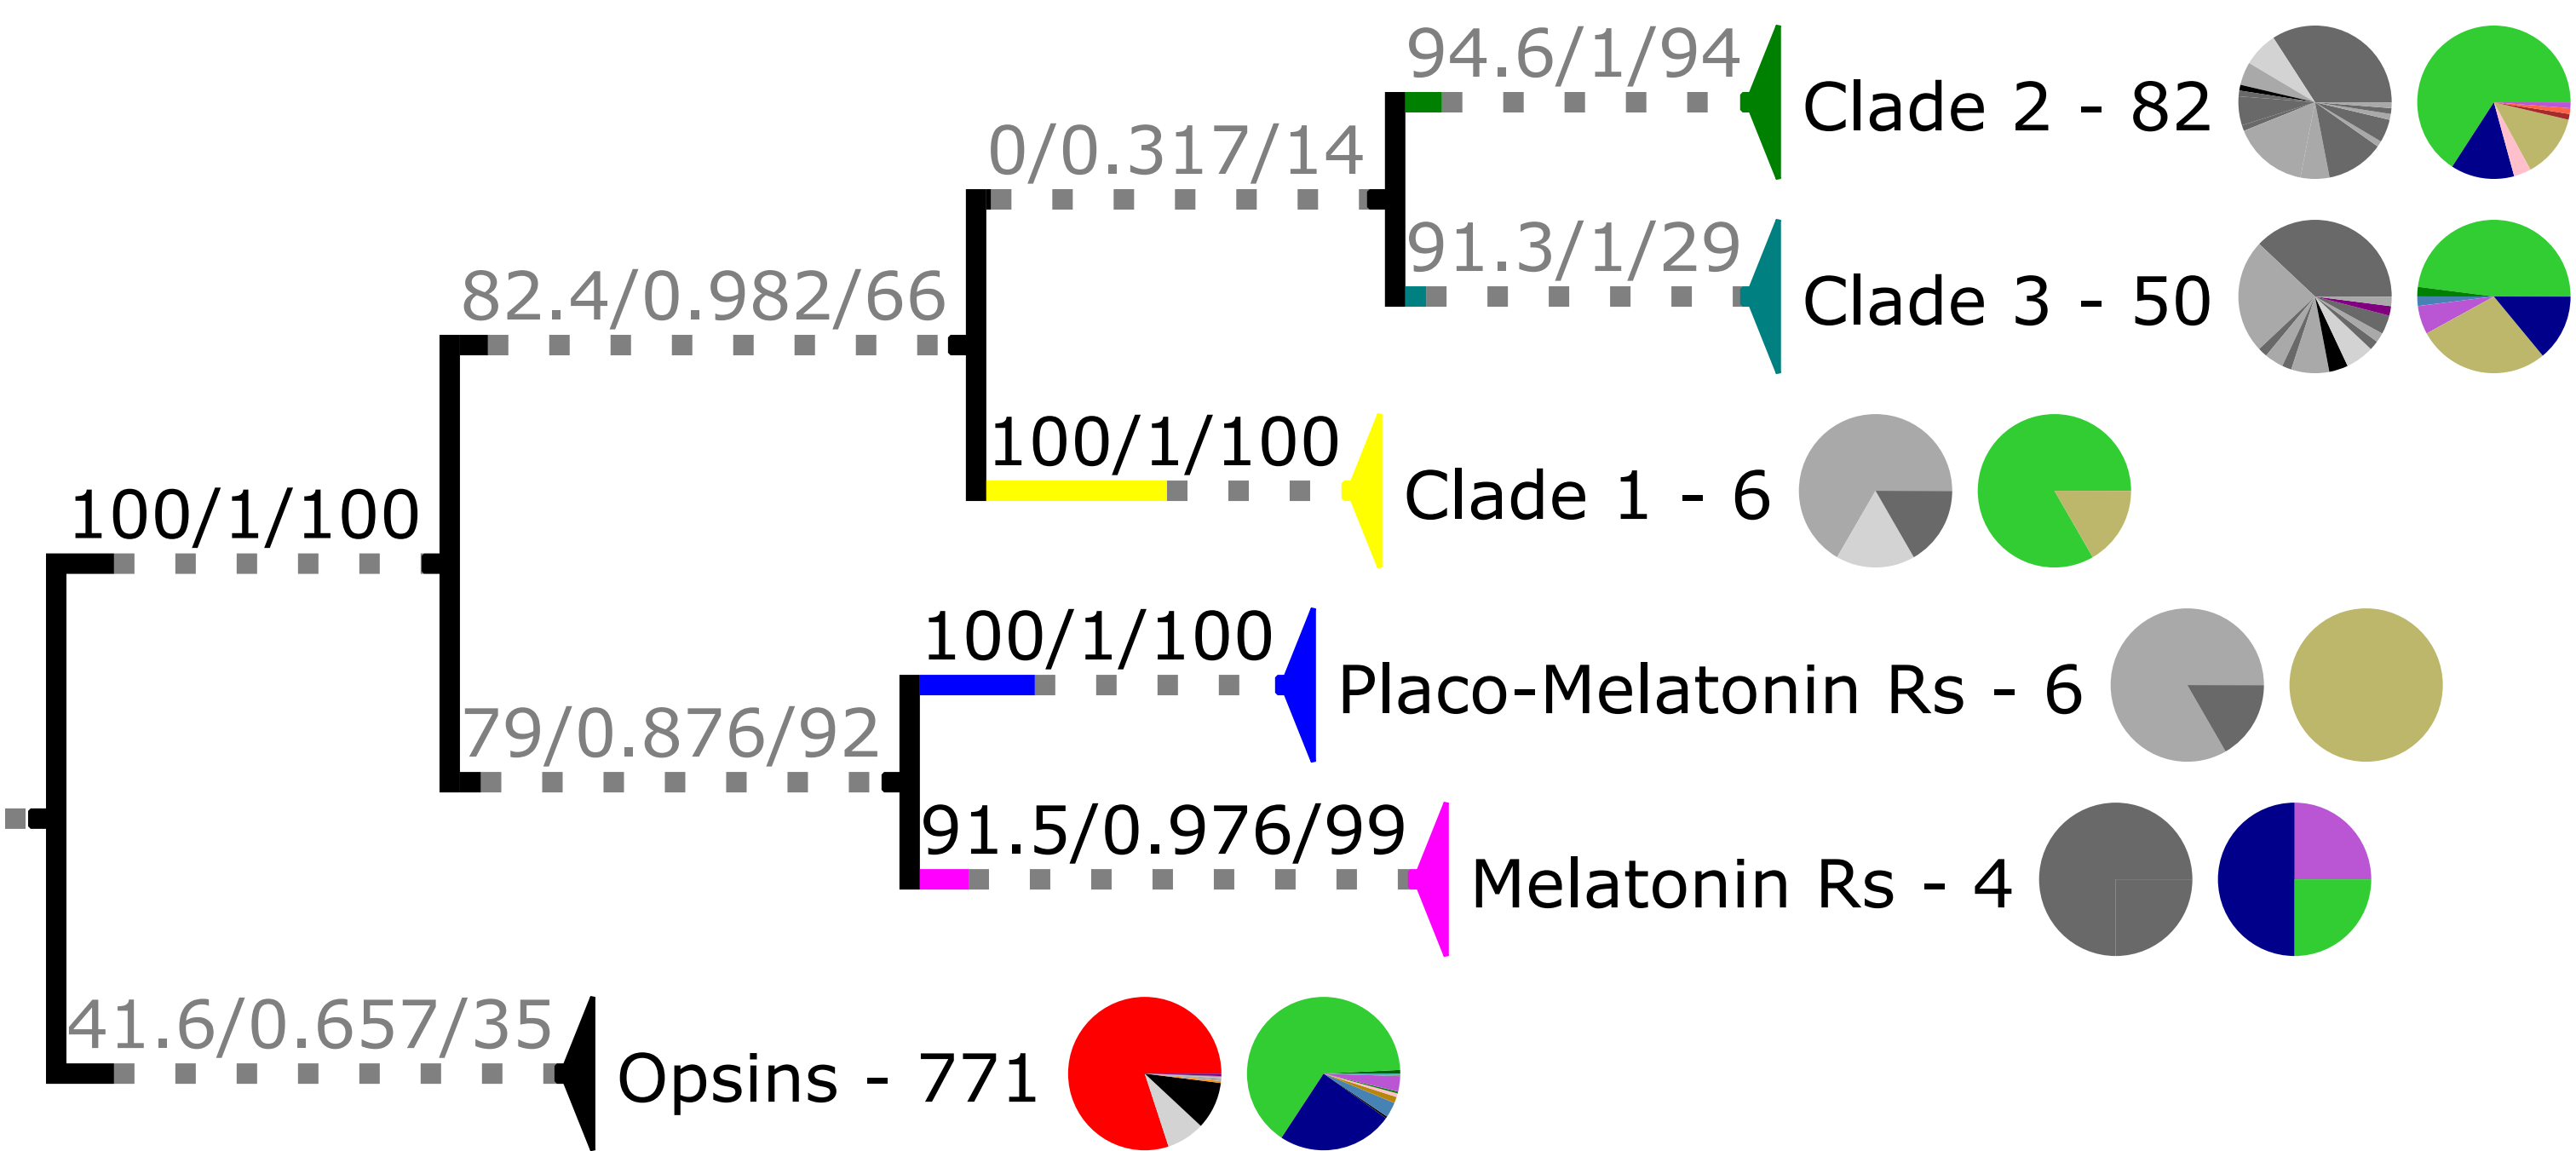 94.6/1/94
Clade 2 - 82
0/0.317/14
91.3/1/29
Clade 3 - 50
82.4/0.982/66
100/1/100
Clade 1 - 6
100/1/100
100/1/100
Placo-Melatonin Rs - 6
79/0.876/92
91.5/0.976/99
Melatonin Rs - 4
41.6/0.657/35
Opsins - 771